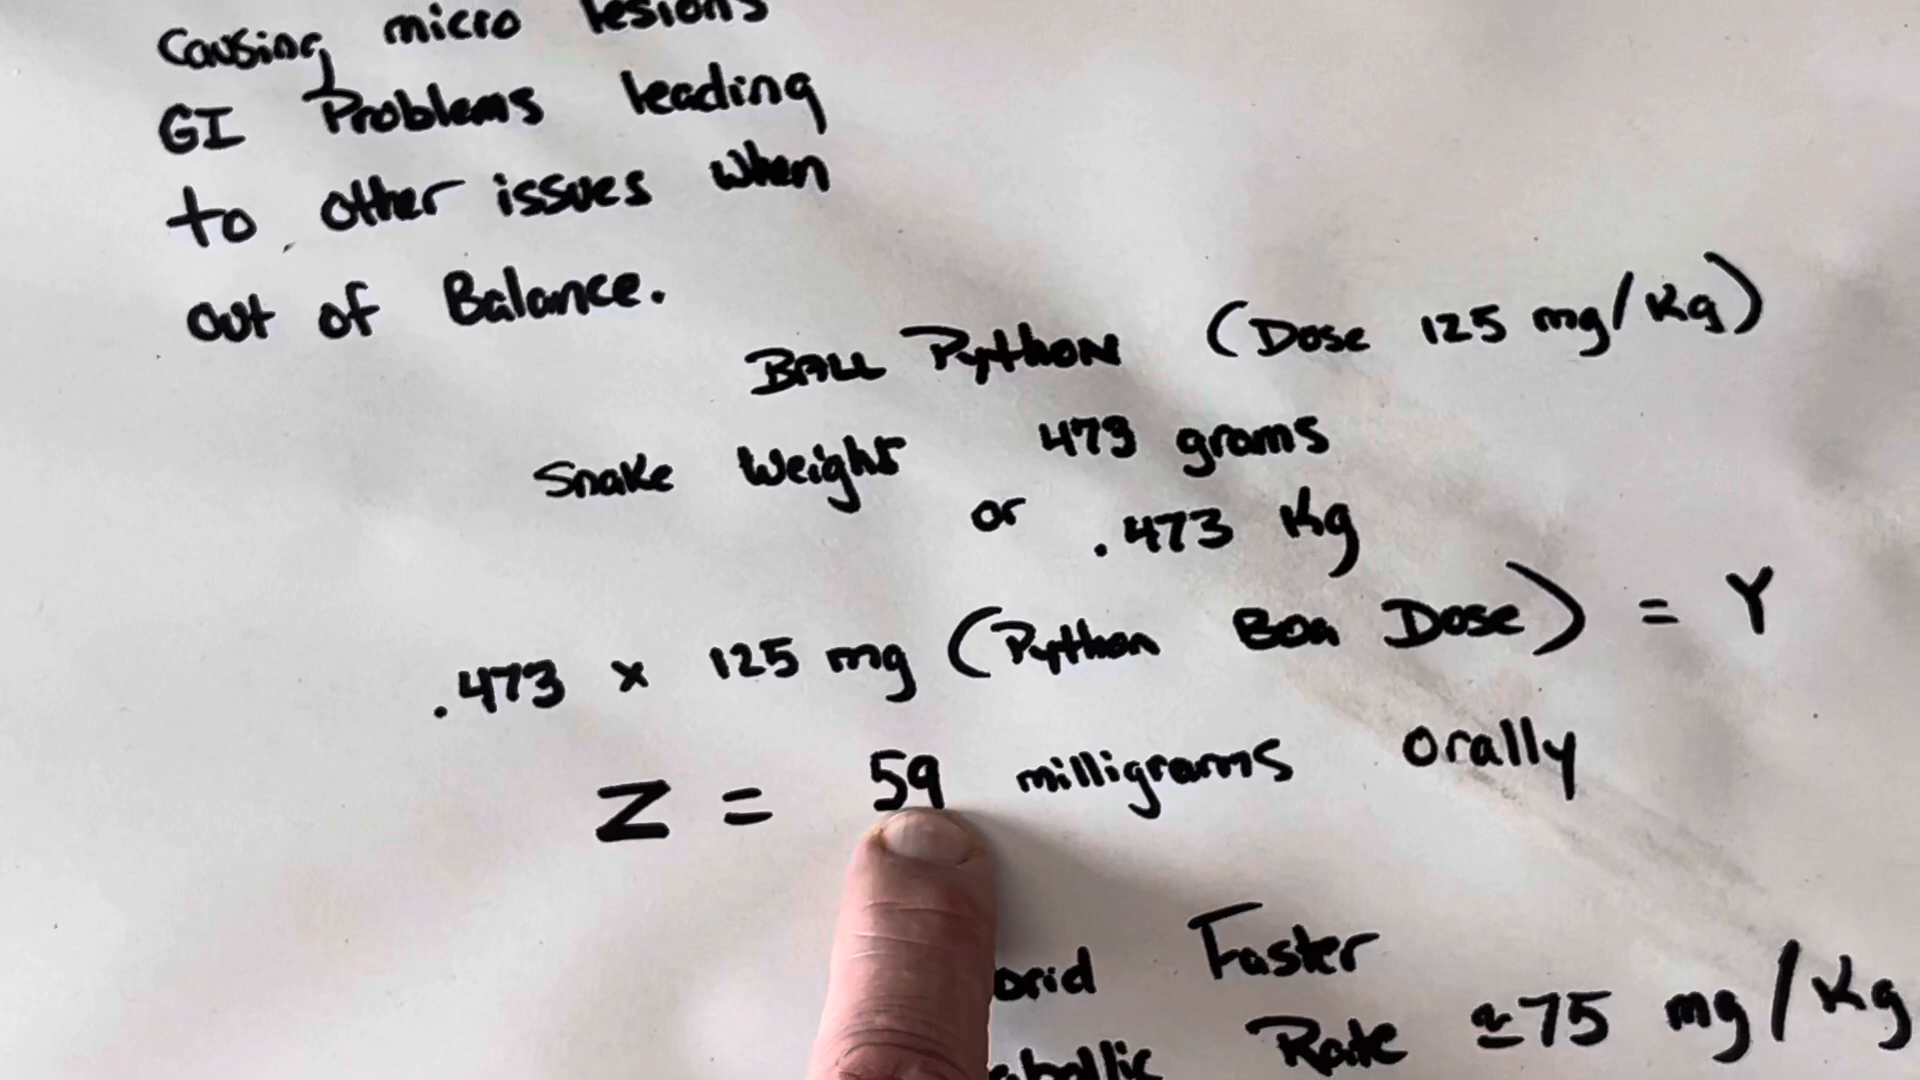 Causing micro lesions
GI Problems leading
to other issues when
out of Balance.
BALL Python (Dose 125 mg/Kg)
Snake Weight 473 grams
or .473 Kg
.473 x 125 mg (Python Boa Dose) = Y
Z = 59 milligrams orally
Faster
Rate ≃75 mg/Kg